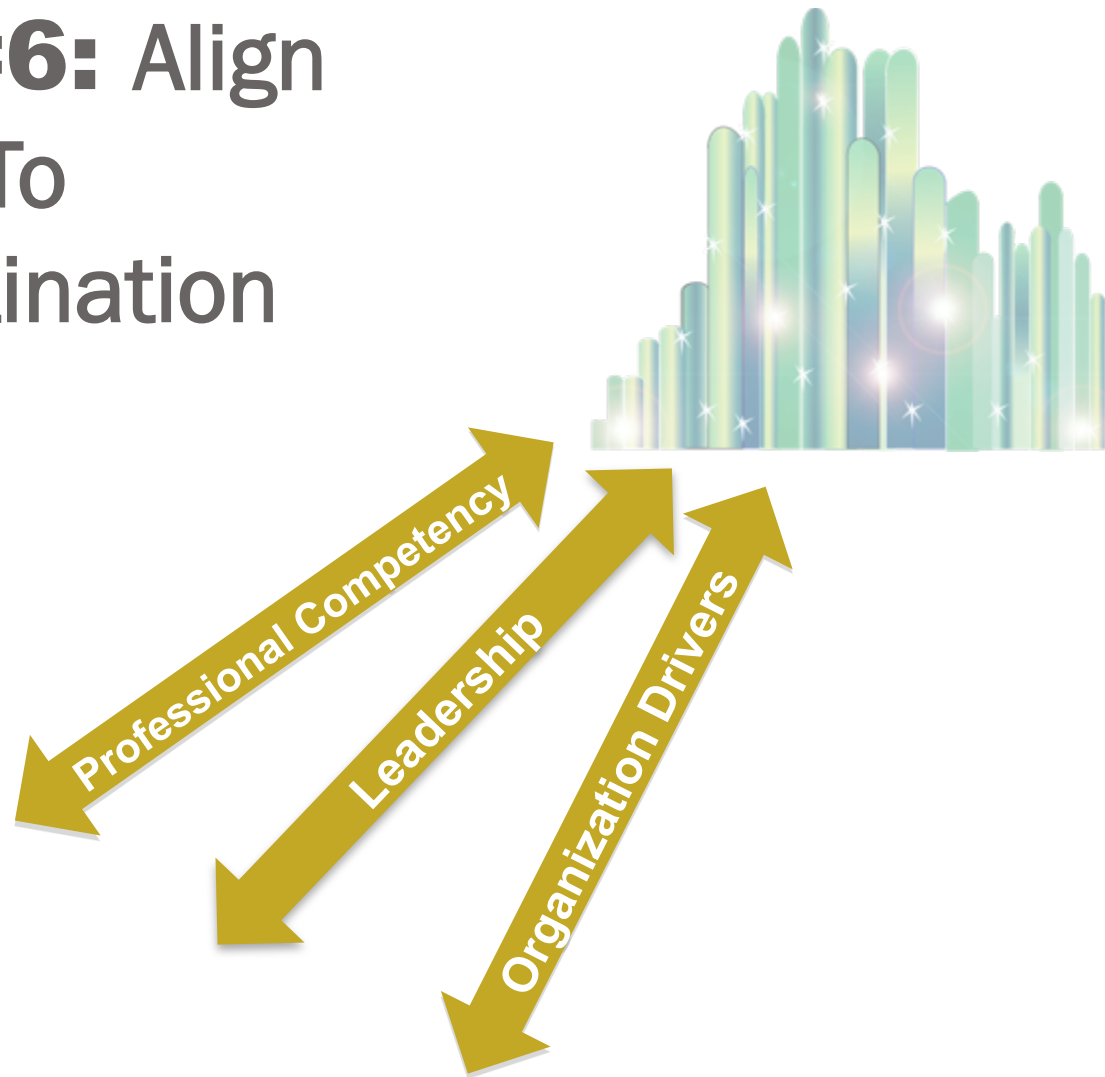 #6: Align
To
ination
Professional Competency
Leadership
Organization Drivers